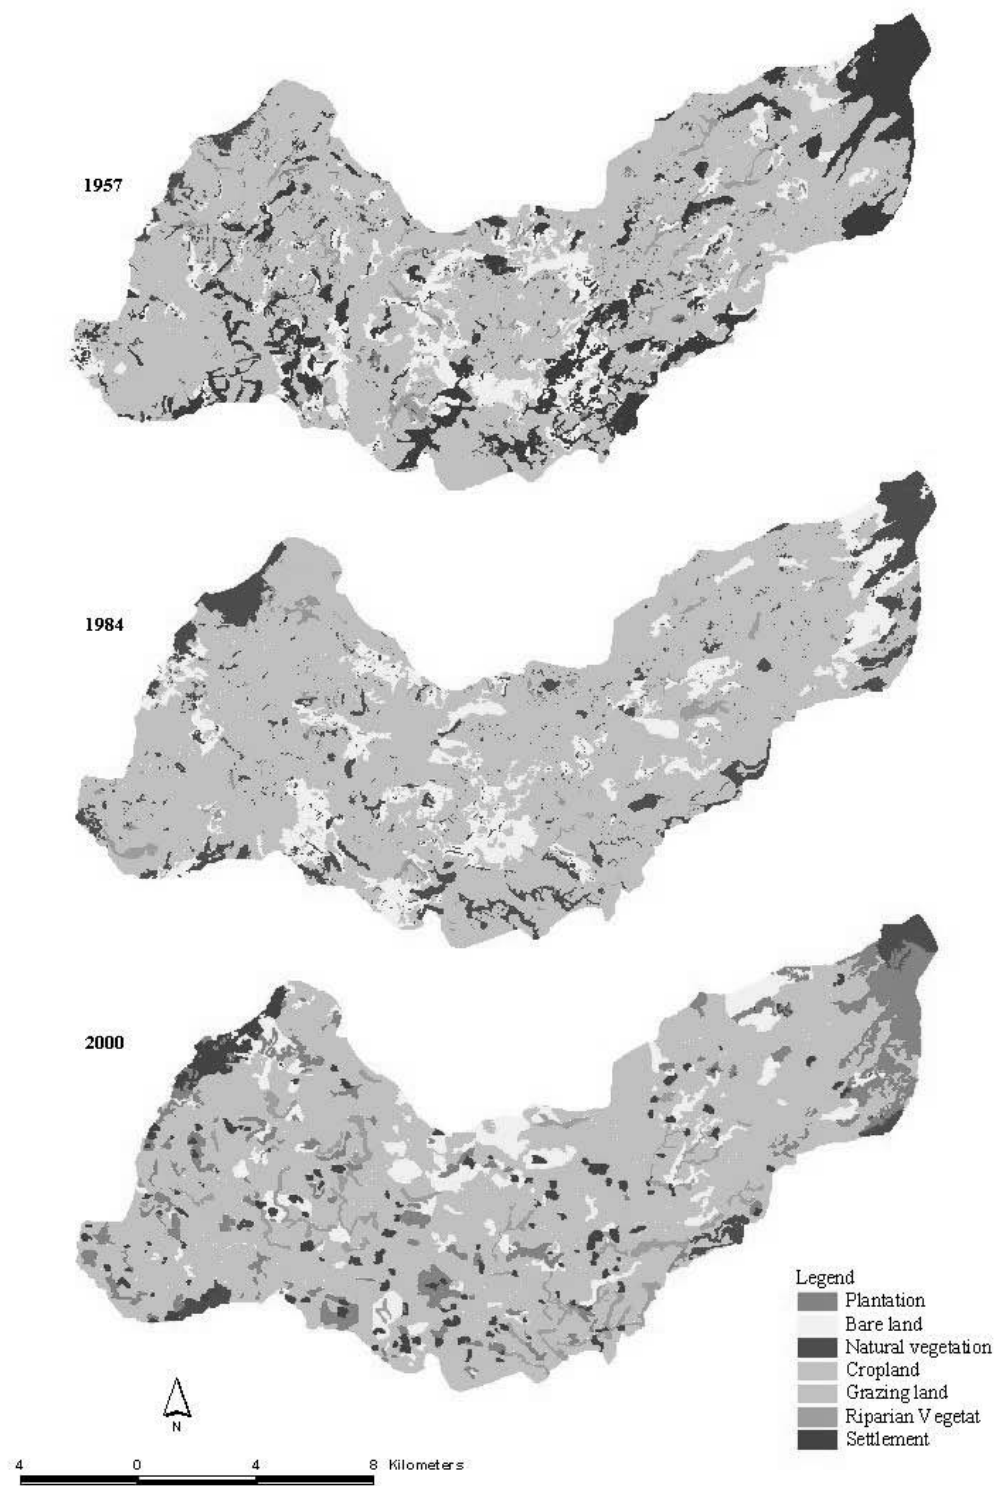 1957
1984
2000
Legend
Plantation
Bare land
Natural vegetation
Cropland
Grazing land
Riparian Vegetat
Settlement
N
4 0 4 8 Kilometers